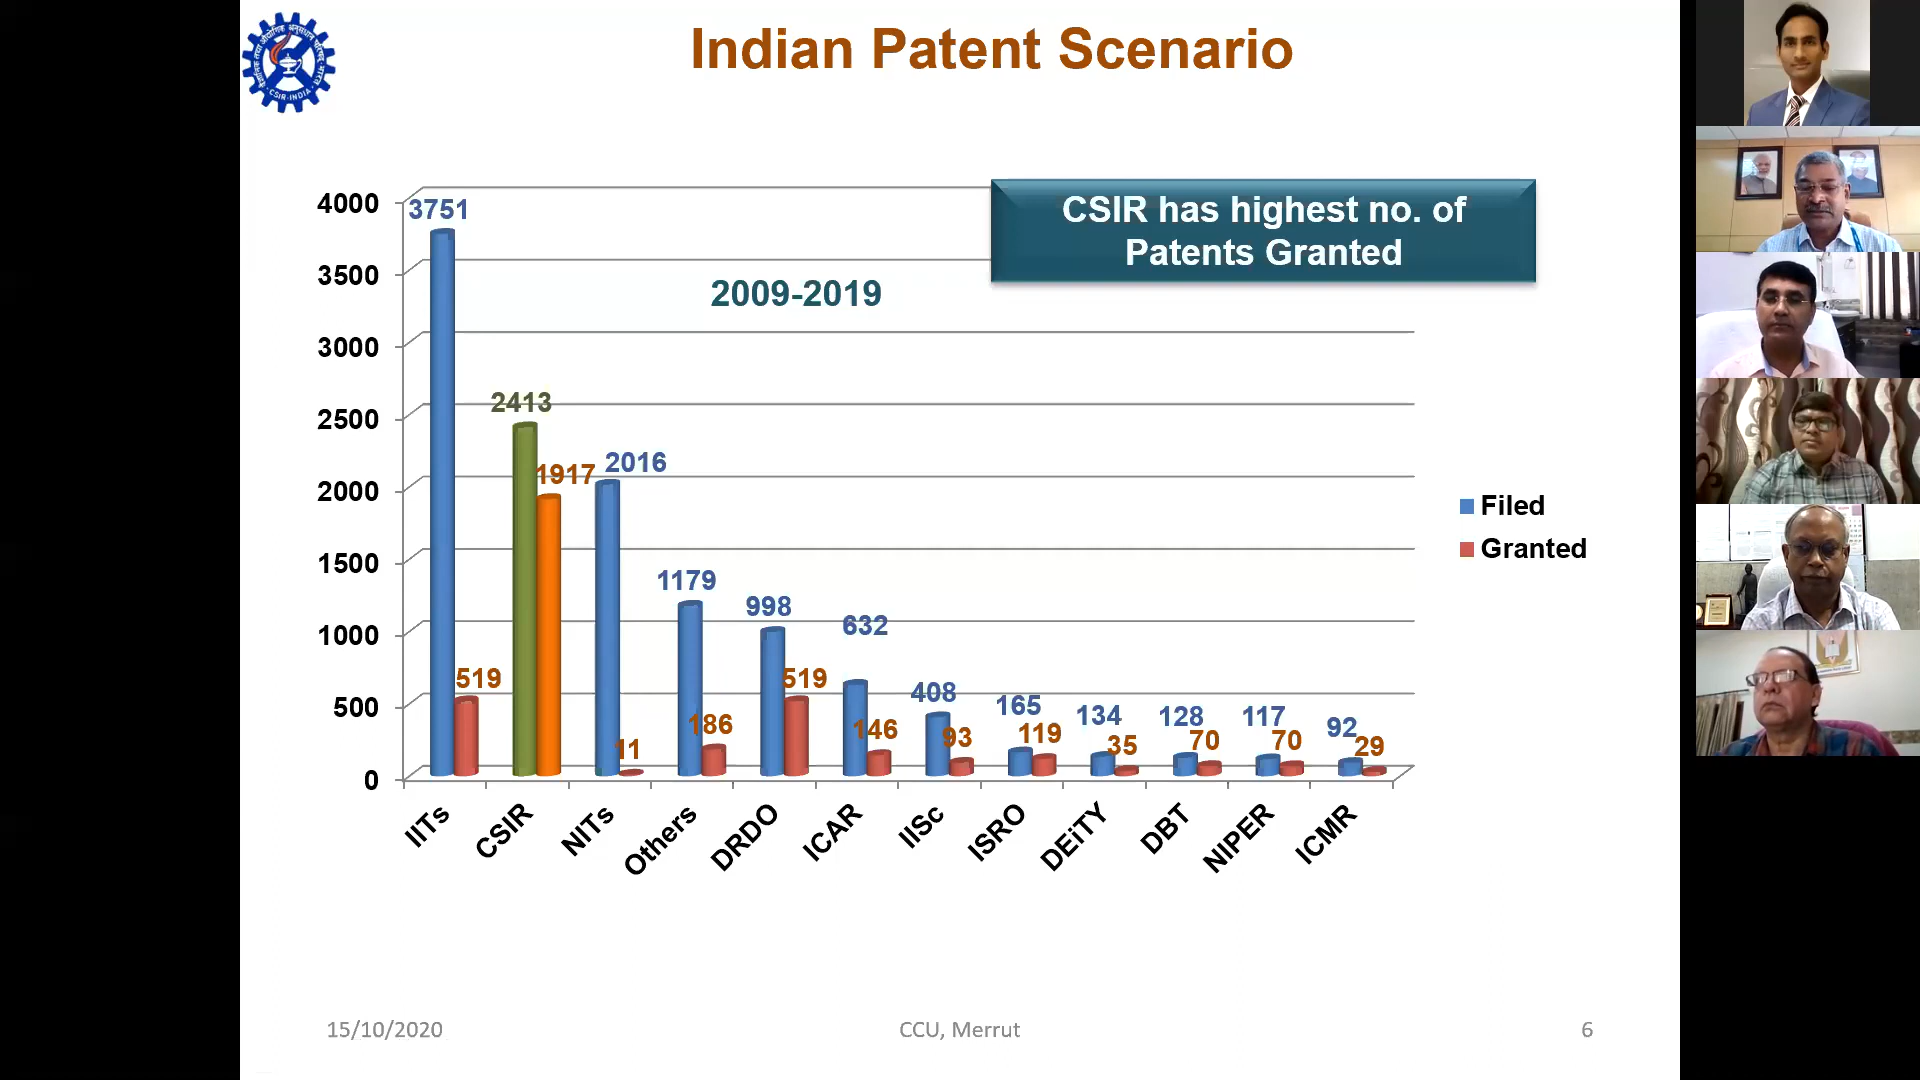 Indian Patent Scenario
CSIR-INDIA
CSIR has highest no. of
Patents Granted
2009-2019
4000
3500
3000
2500
2000
1500
1000
500
0
3751
519
2413
1917
2016
11
1179
186
998
519
632
146
408
93
165
119
134
35
128
70
117
70
92
29
Filed
Granted
IITs
CSIR
NITs
Others
DRDO
ICAR
IISc
ISRO
DEiTY
DBT
NIPER
ICMR
15/10/2020
CCU, Merrut
6